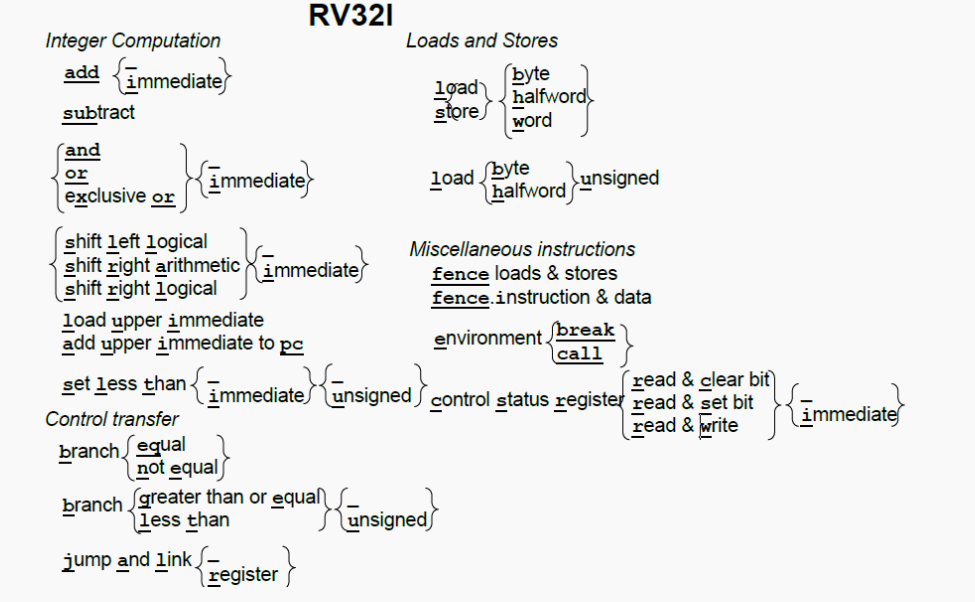 RV32I
Integer Computation
add { _
immediate }
subtract
and
or
exclusive or
{ _
immediate }
shift left logical
shift right arithmetic
shift right logical
{ _
immediate }
load upper immediate
add upper immediate to pc
set less than { _
immediate } { _
unsigned }
Control transfer
branch { equal
not equal }
branch { greater than or equal
less than } { _
unsigned }
jump and link { _
register }
Loads and Stores
load
store
{ byte
halfword
word }
load { byte
halfword } unsigned
Miscellaneous instructions
fence loads & stores
fence.instruction & data
environment { break
call }
control status register { read & clear bit
read & set bit
read & write } { _
immediate }